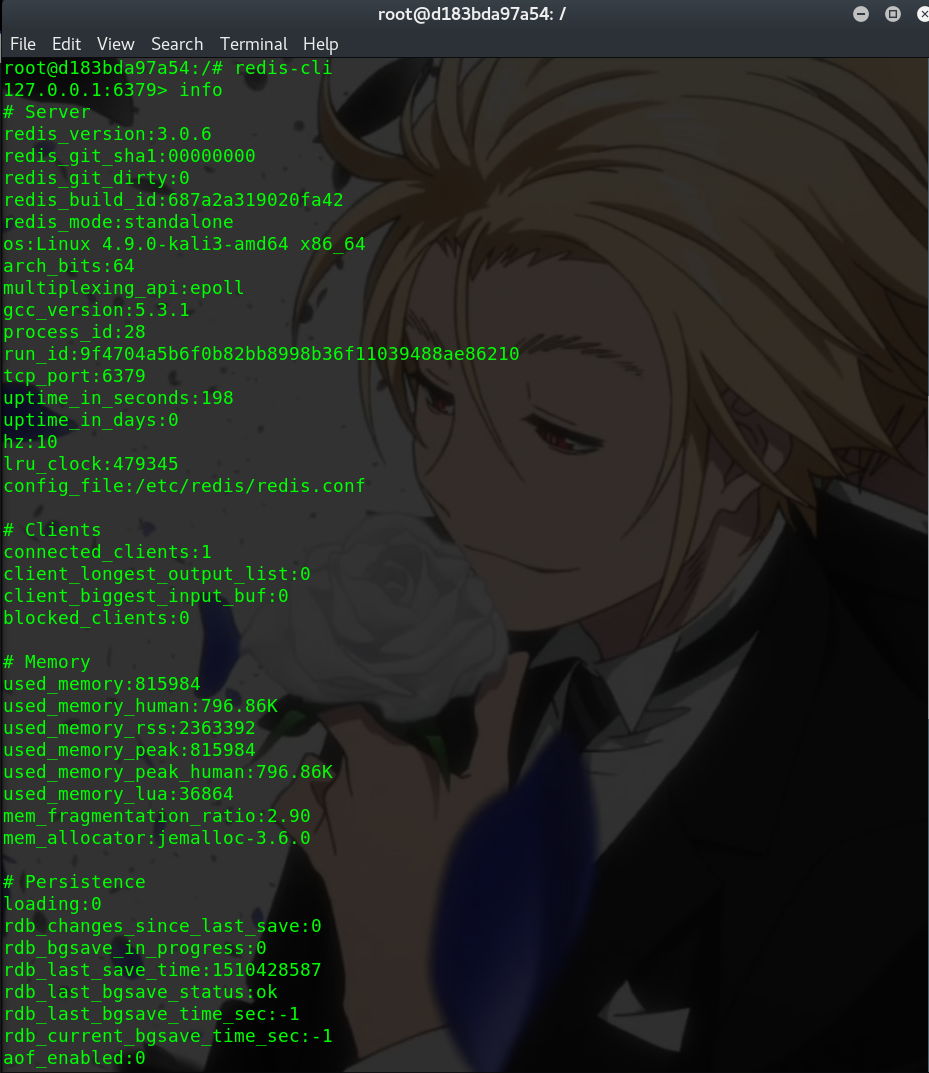 root@d183bda97a54: /
File Edit View Search Terminal Help
root@d183bda97a54:/# redis-cli
127.0.0.1:6379> info
# Server
redis_version:3.0.6
redis_git_sha1:00000000
redis_git_dirty:0
redis_build_id:687a2a319020fa42
redis_mode:standalone
os:Linux 4.9.0-kali3-amd64 x86_64
arch_bits:64
multiplexing_api:epoll
gcc_version:5.3.1
process_id:28
run_id:9f4704a5b6f0b82bb8998b36f11039488ae86210
tcp_port:6379
uptime_in_seconds:198
uptime_in_days:0
hz:10
lru_clock:479345
config_file:/etc/redis/redis.conf
# Clients
connected_clients:1
client_longest_output_list:0
client_biggest_input_buf:0
blocked_clients:0
# Memory
used_memory:815984
used_memory_human:796.86K
used_memory_rss:2363392
used_memory_peak:815984
used_memory_peak_human:796.86K
used_memory_lua:36864
mem_fragmentation_ratio:2.90
mem_allocator:jemalloc-3.6.0
# Persistence
loading:0
rdb_changes_since_last_save:0
rdb_bgsave_in_progress:0
rdb_last_save_time:1510428587
rdb_last_bgsave_status:ok
rdb_last_bgsave_time_sec:-1
rdb_current_bgsave_time_sec:-1
aof_enabled:0